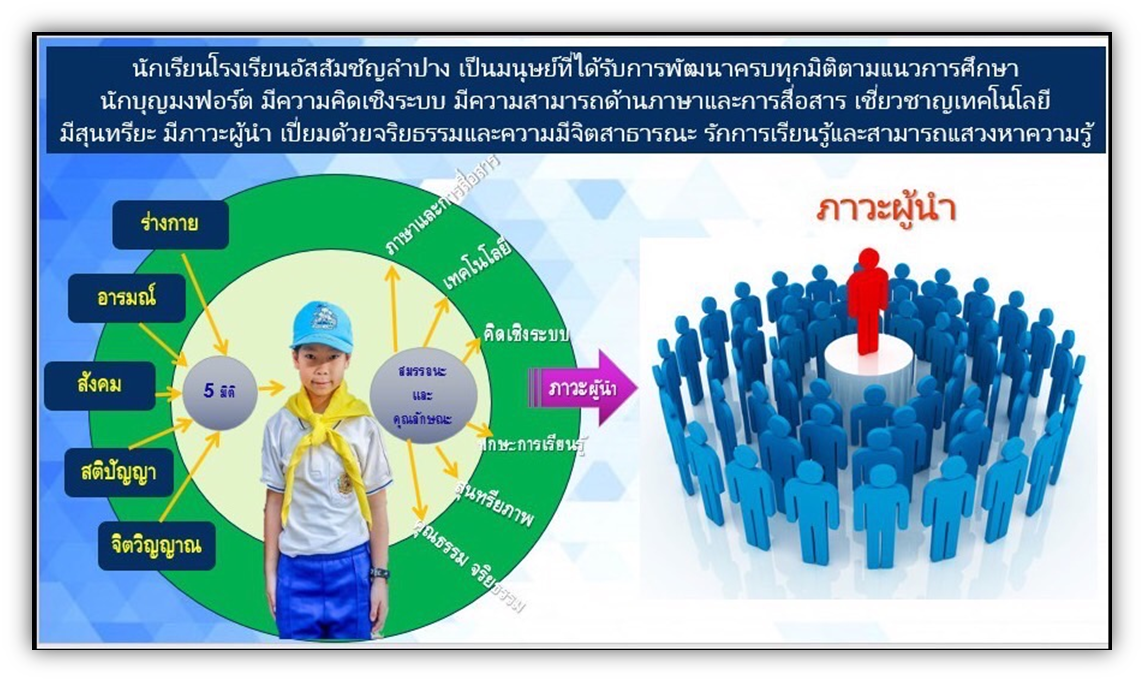 นักเรียนโรงเรียนอัสสัมชัญลำปาง เป็นมนุษย์ที่ได้รับการพัฒนาครบทุกมิติตามแนวการศึกษา
นักบุญมงฟอร์ต มีความคิดเชิงระบบ มีความสามารถด้านภาษาและการสื่อสาร เชี่ยวชาญเทคโนโลยี
มีสุนทรียะ มีภาวะผู้นำ เปี่ยมด้วยจริยธรรมและความมีจิตสาธารณะ รักการเรียนรู้และสามารถแสวงหาความรู้
ร่างกาย
อารมณ์
สังคม
สติปัญญา
จิตวิญญาณ
5 มิติ
สมรรถนะ
และ
คุณลักษณะ
ภาษาและการสื่อสาร
เทคโนโลยี
คิดเชิงระบบ
ทักษะการเรียนรู้
สุนทรียภาพ
คุณธรรม จริยธรรม
ภาวะผู้นำ
ภาวะผู้นำ